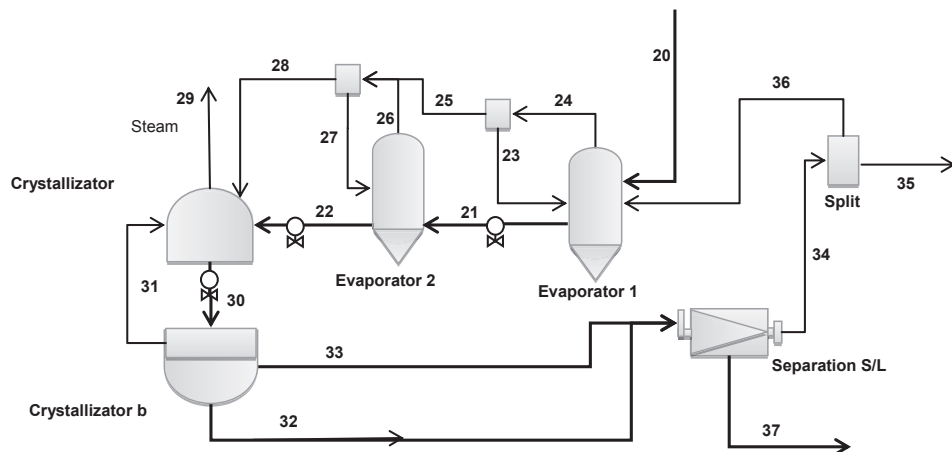 20
28
36
25
24
29
26
Steam
27
23
Crystallizator
35
Split
22
21
34
Evaporator 2
Evaporator 1
31
30
33
Separation S/L
Crystallizator b
32
37